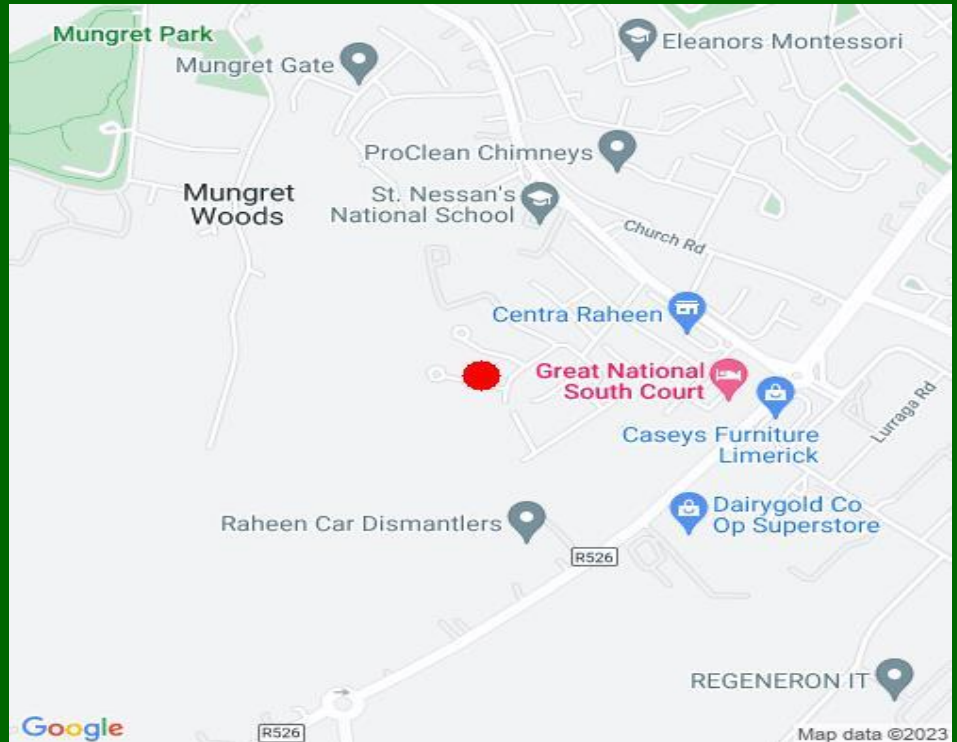 Mungret Park
Eleanors Montessori
Mungret Gate
ProClean Chimneys
Mungret
Woods
St. Nessan's
National School
Church Rd
Centra Raheen
Great National
South Court
Lurraga Rd
Caseys Furniture
Limerick
Dairygold Co
Op Superstore
Raheen Car Dismantlers
R526
REGENERON IT
Google
R526
Map data ©2023